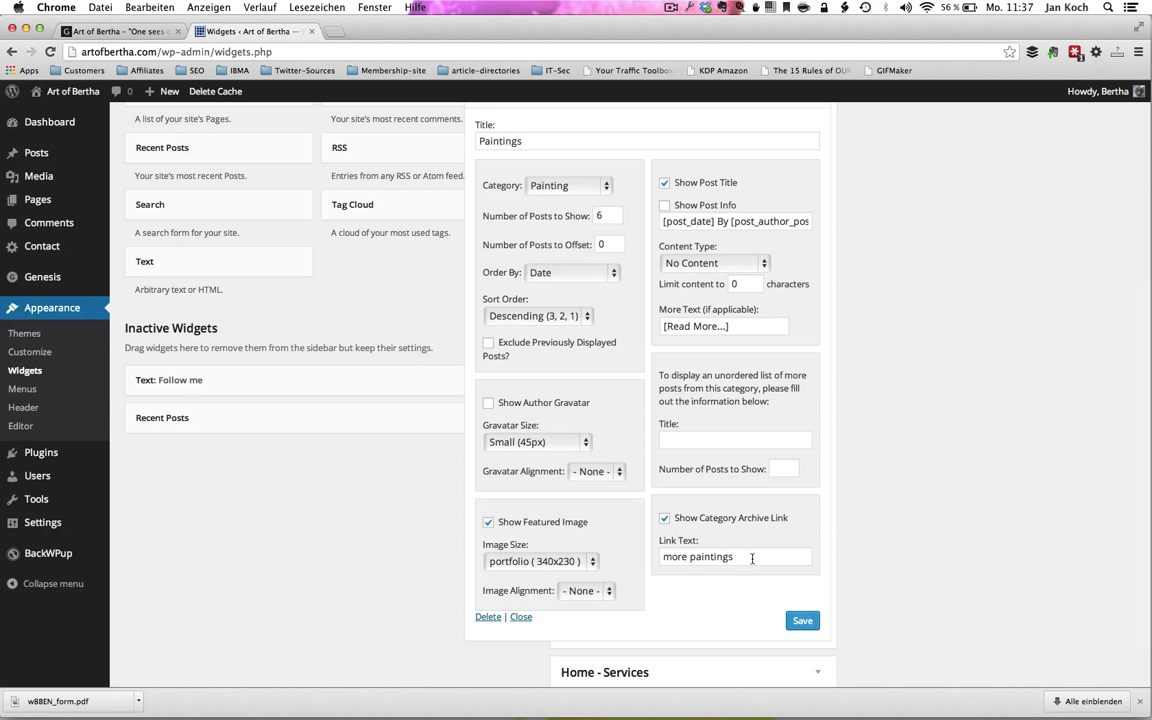 Chrome Datei Bearbeiten Anzeigen Verlauf Lesezeichen Fenster Hilfe 56 % Mo. 11:37 Jan Koch
Art of Bertha - "One sees c
Widgets ‹ Art of Bertha —
artofbertha.com/wp-admin/widgets.php
Apps Customers Affiliates SEO IBMA Twitter-Sources Membership-site article-directories IT-Sec Your Traffic Toolbox KDP Amazon The 15 Rules of OUR GIFMaker
Art of Bertha 0 New Delete Cache Howdy, Bertha
Dashboard
Posts
Media
Pages
Comments
Contact
Genesis
Appearance
Themes
Customize
Widgets
Menus
Header
Editor
Plugins
Users
Tools
Settings
BackWPup
Collapse menu
A list of your site's Pages.
Your site's most recent comments.
Recent Posts
RSS
Your site's most recent Posts.
Entries from any RSS or Atom feed.
Search
Tag Cloud
A search form for your site.
A cloud of your most used tags.
Text
Arbitrary text or HTML.
Inactive Widgets
Drag widgets here to remove them from the sidebar but keep their settings.
Text: Follow me
Recent Posts
Title:
Paintings
Category: Painting
Number of Posts to Show: 6
Number of Posts to Offset: 0
Order By: Date
Sort Order:
Descending (3, 2, 1)
Exclude Previously Displayed
Posts?
Show Author Gravatar
Gravatar Size:
Small (45px)
Gravatar Alignment: - None -
Show Featured Image
Image Size:
portfolio ( 340x230 )
Image Alignment: - None -
Delete | Close
Show Post Title
Show Post Info
[post_date] By [post_author_pos
Content Type:
No Content
Limit content to 0 characters
More Text (if applicable):
[Read More...]
To display an unordered list of more
posts from this category, please fill
out the information below:
Title:
Number of Posts to Show:
Show Category Archive Link
Link Text:
more paintings
Save
Home - Services
w8BEN_form.pdf
Alle einblenden